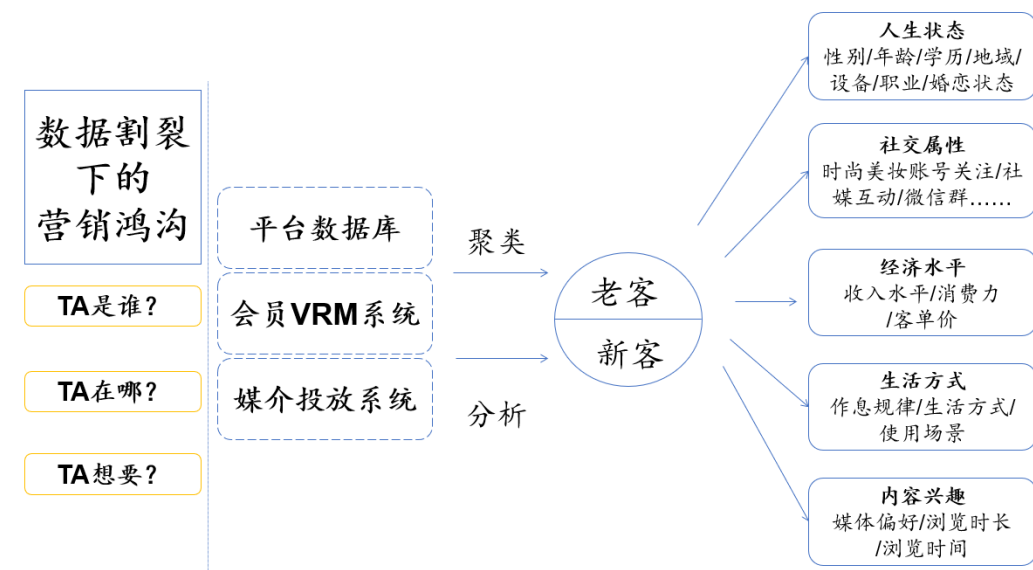 数据割裂
下的
营销鸿沟
TA是谁？
TA在哪？
TA想要？
平台数据库
会员VRM系统
媒介投放系统
聚类
分析
老客
新客
人生状态
性别/年龄/学历/地域/
设备/职业/婚恋状态
社交属性
时尚美妆账号关注/社
媒互动/微信群……
经济水平
收入水平/消费力
/客单价
生活方式
作息规律/生活方式/
使用场景
内容兴趣
媒体偏好/浏览时长
/浏览时间